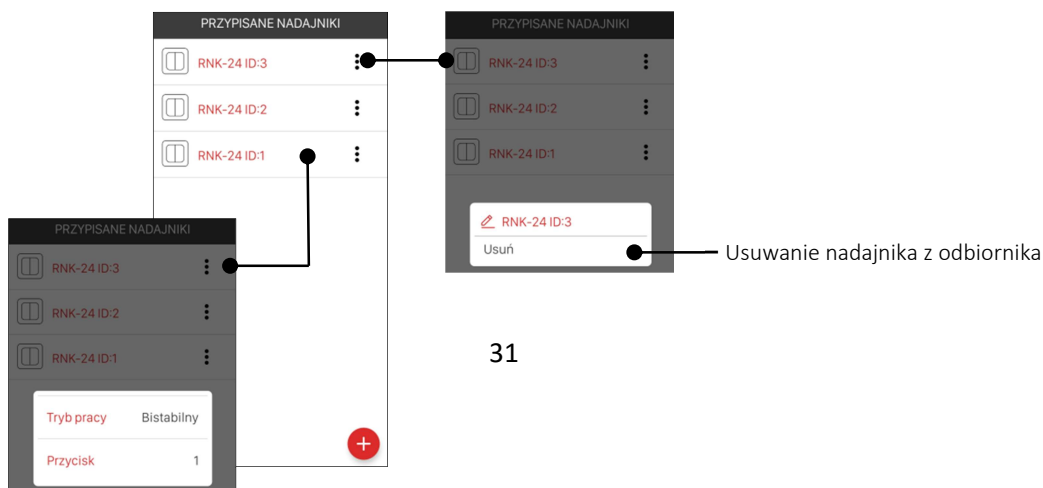 PRZYPISANE NADAJNIKI
RNK-24 ID:3
RNK-24 ID:2
RNK-24 ID:1
PRZYPISANE NADAJNIKI
RNK-24 ID:3
RNK-24 ID:2
RNK-24 ID:1
RNK-24 ID:3
Usuń
Usuwanie nadajnika z odbiornika
PRZYPISANE NADAJNIKI
RNK-24 ID:3
RNK-24 ID:2
RNK-24 ID:1
Tryb pracy Bistabilny
Przycisk 1
31